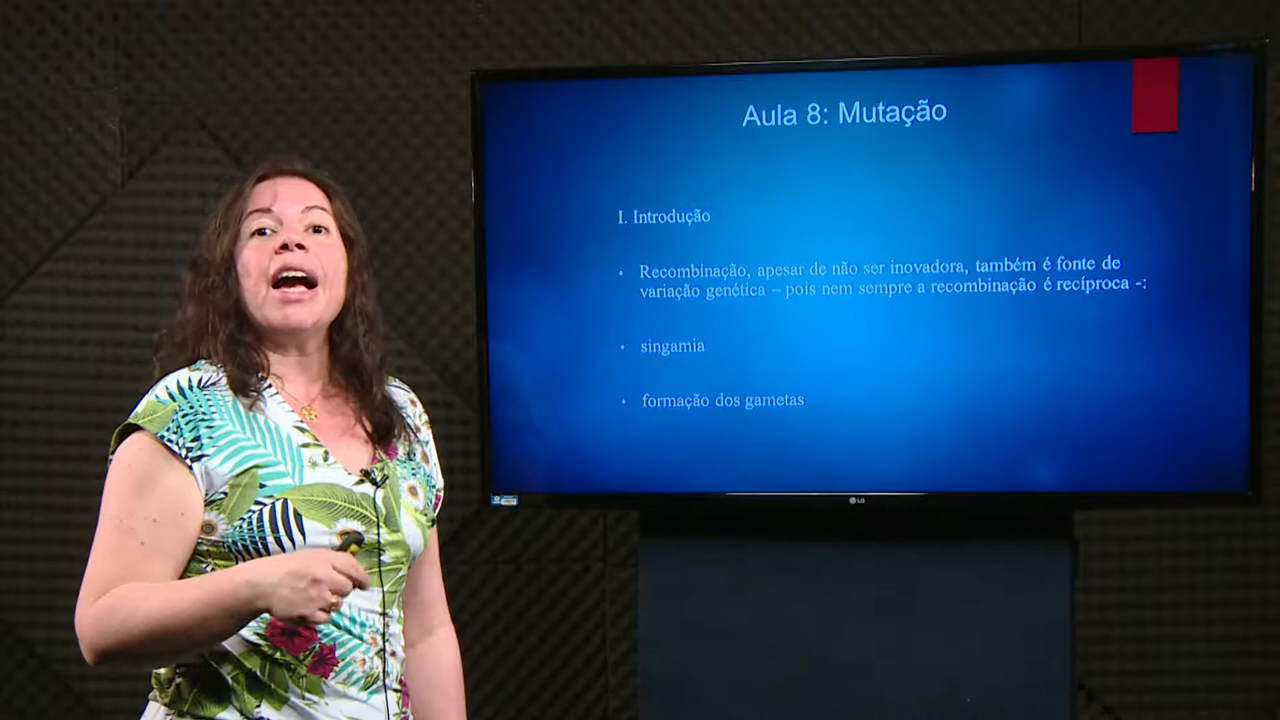 Aula 8: Mutação
I. Introdução
• Recombinação, apesar de não ser inovadora, também é fonte de
variação genética – pois nem sempre a recombinação é recíproca -:
• singamia
• formação dos gametas
LG